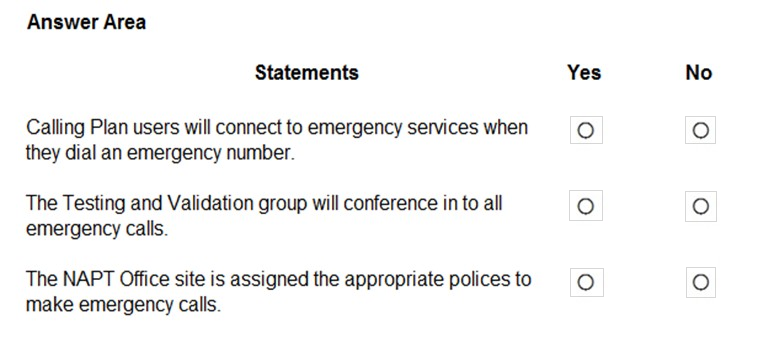 Answer Area
Statements Yes No
Calling Plan users will connect to emergency services when
they dial an emergency number.
The Testing and Validation group will conference in to all
emergency calls.
The NAPT Office site is assigned the appropriate polices to
make emergency calls.